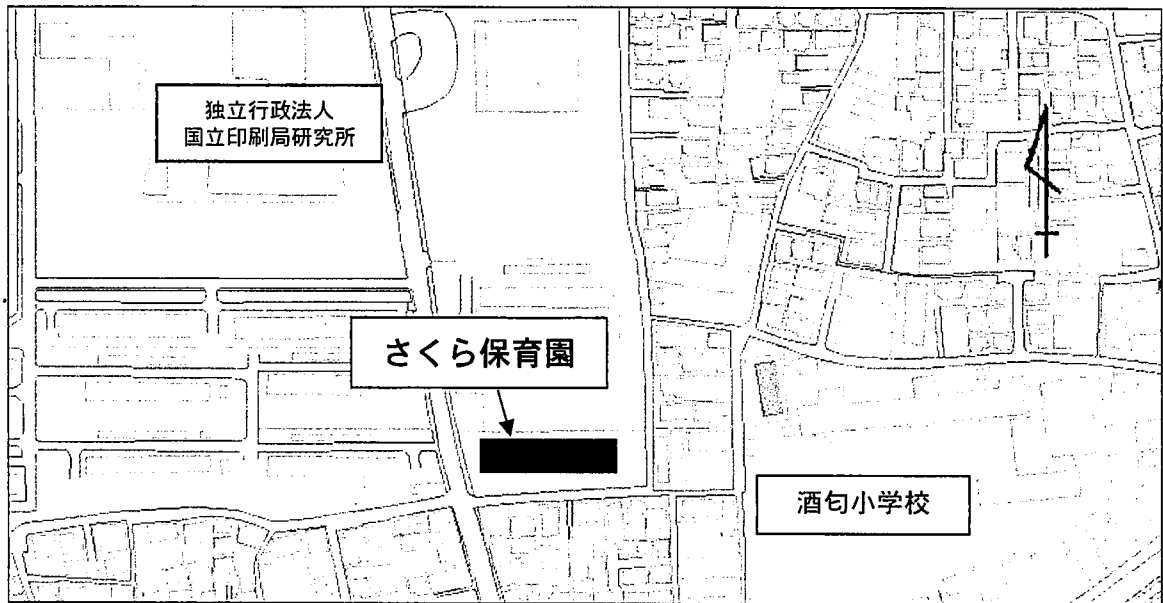 独立行政法人
国立印刷局研究所
さくら保育園
酒匂小学校